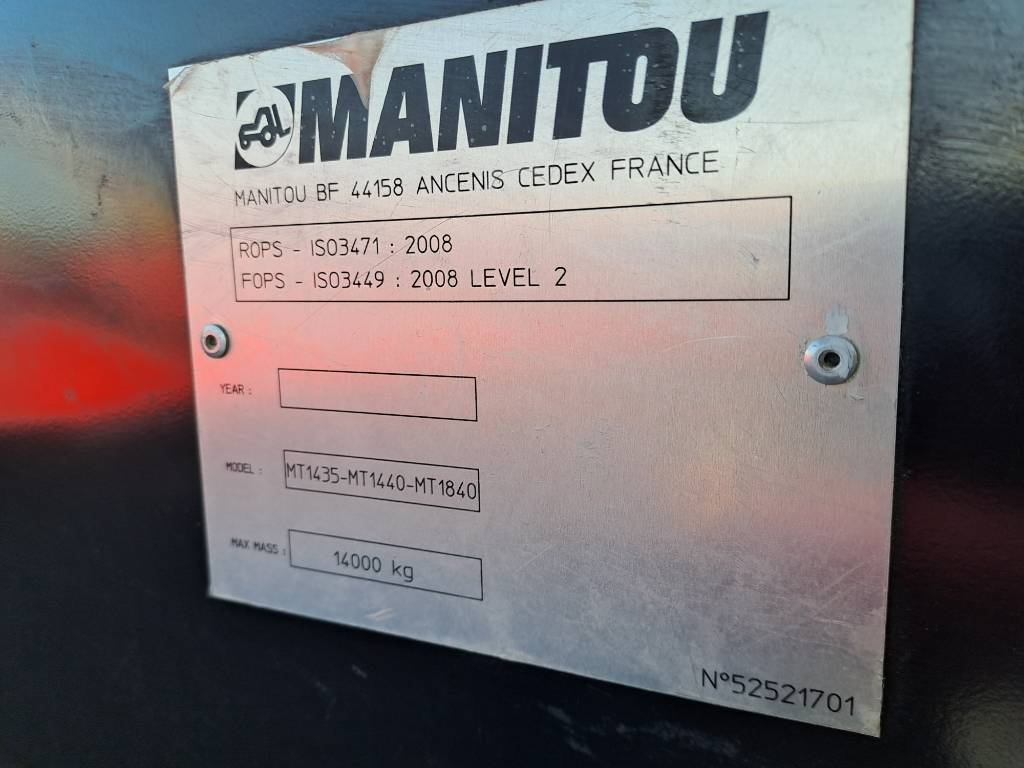 MANITOU
MANITOU BF 44158 ANCENIS CEDEX FRANCE
ROPS - ISO3471 : 2008
FOPS - ISO3449 : 2008 LEVEL 2
YEAR :
MODEL : MT1435-MT1440-MT1840
MAX MASS : 14000 kg
N°52521701